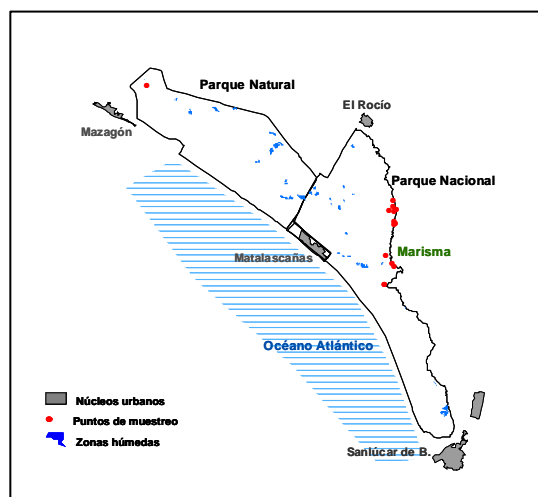 Parque Natural
El Rocío
Mazagón
Parque Nacional
Marisma
Matalascañas
Océano Atlántico
Núcleos urbanos
Puntos de muestreo
Zonas húmedas
Sanlúcar de B.